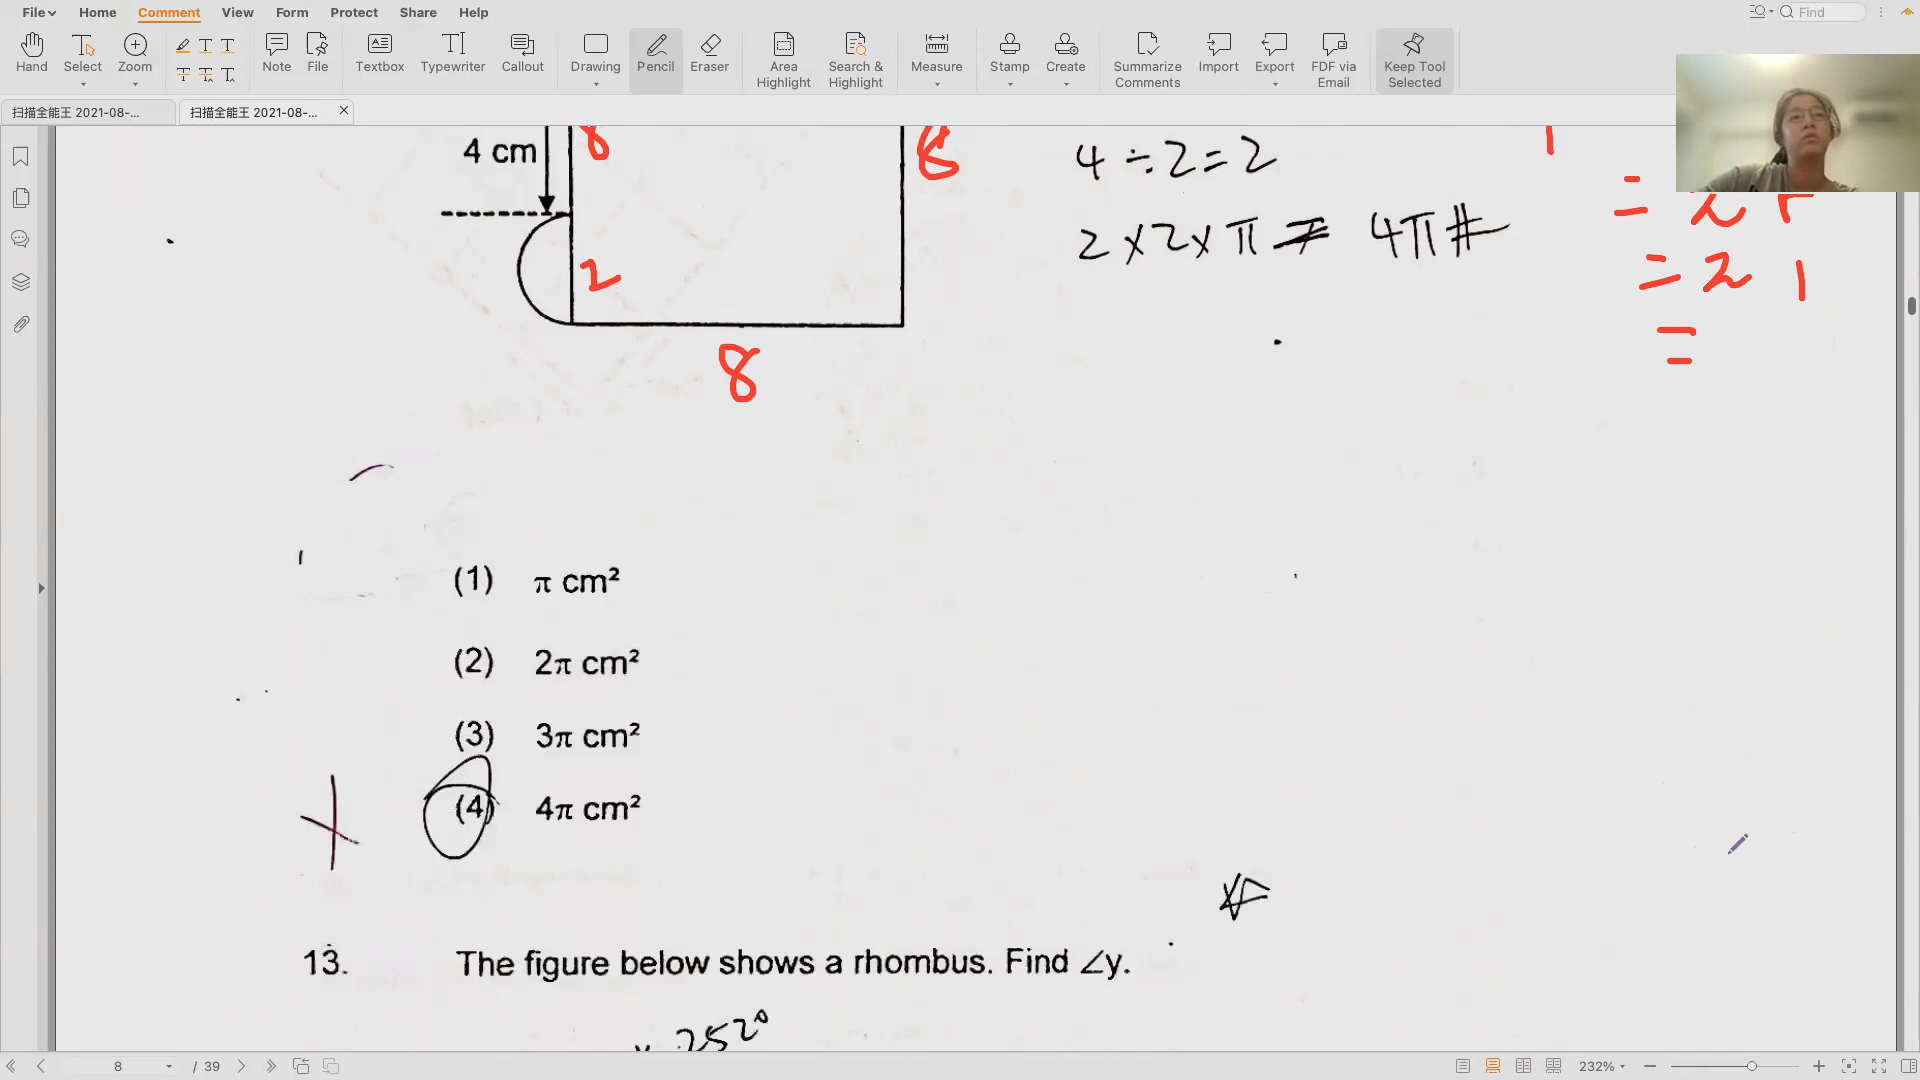 File Home Comment View Form Protect Share Help Find
Hand Select Zoom Note File Textbox Typewriter Callout Drawing Pencil Eraser Area Highlight Search & Highlight Measure Stamp Create Summarize Comments Import Export FDF via Email Keep Tool Selected
扫描全能王 2021-08-... 扫描全能王 2021-08-...
4 cm 8 8 4 ÷ 2 = 2
2 × 2 × π = 4π #
2
= 2
8
(1) π cm²
(2) 2π cm²
(3) 3π cm²
(4) 4π cm²
13. The figure below shows a rhombus. Find ∠y.
252°
8 / 39 232%